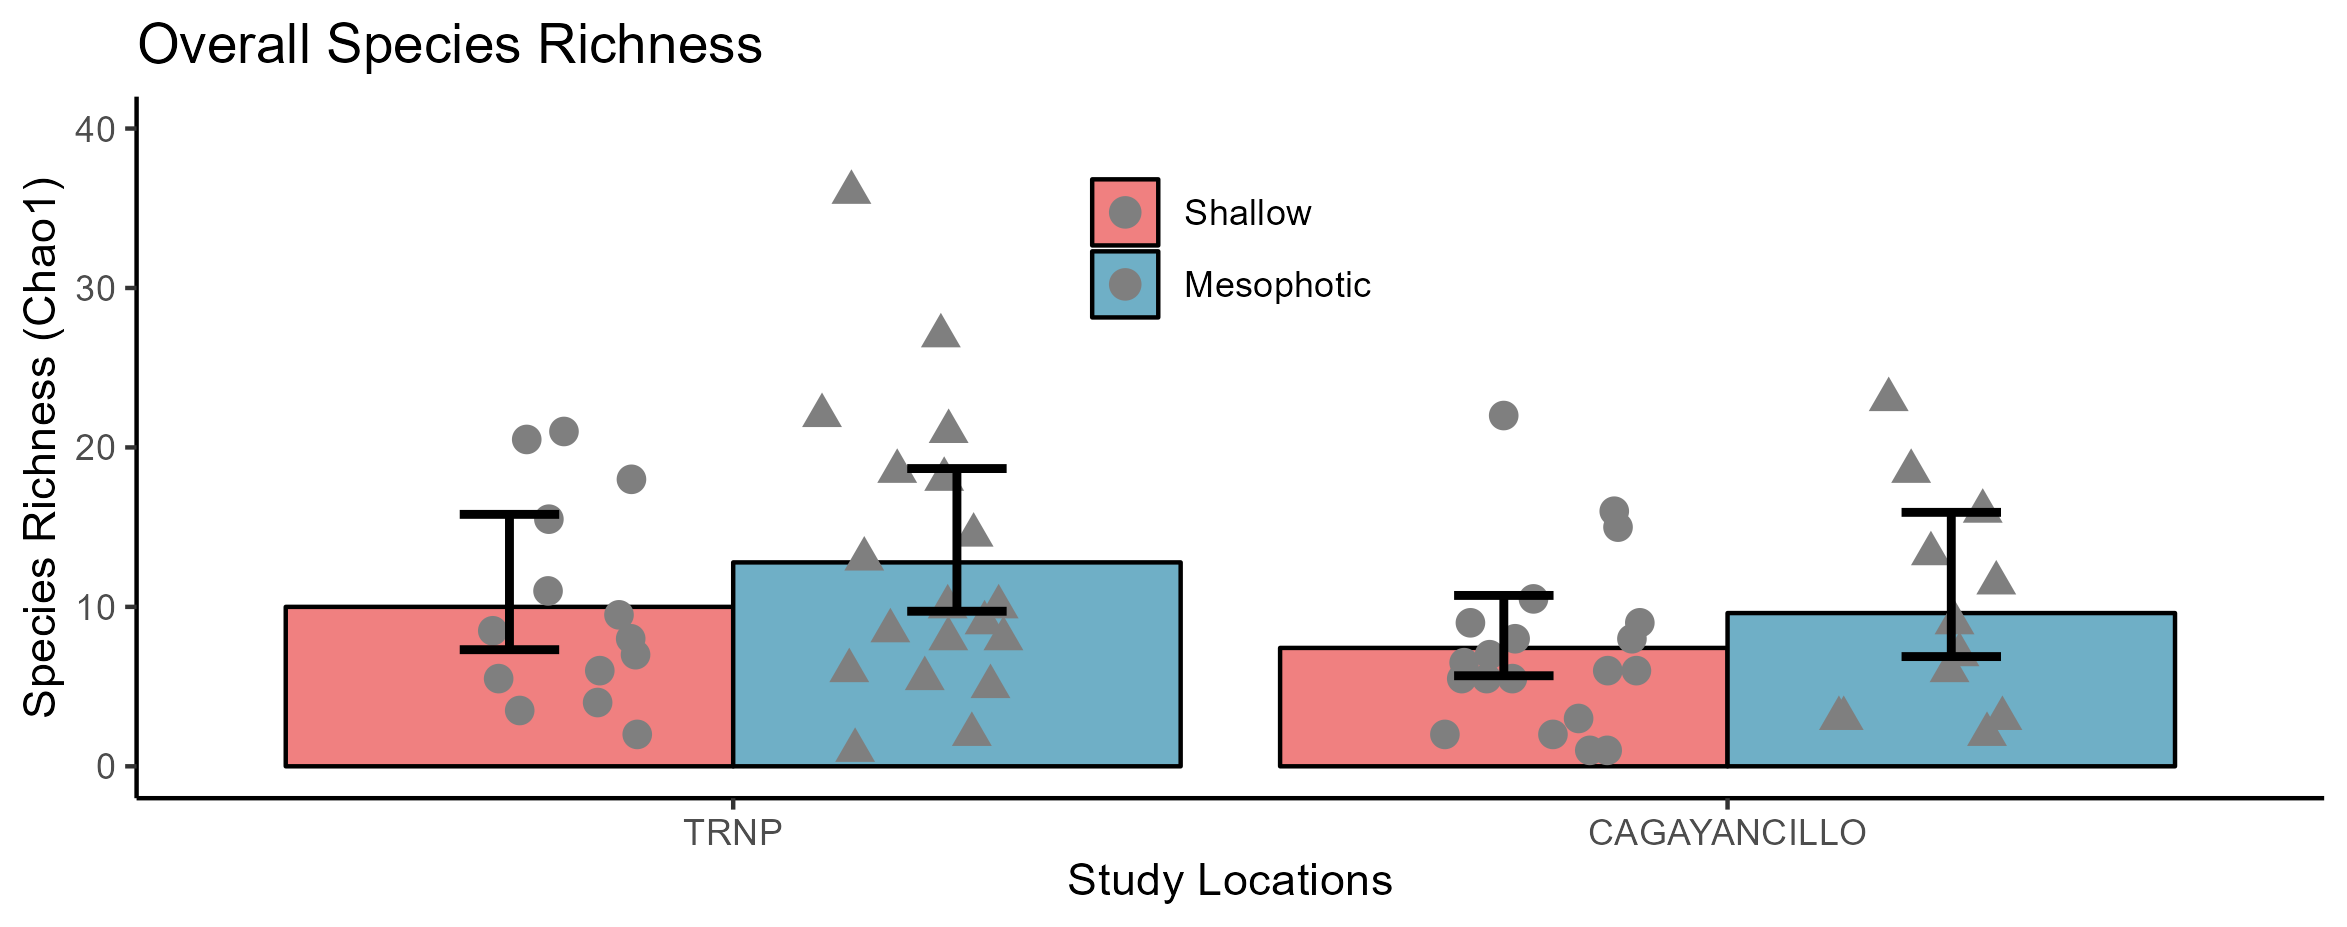 Overall Species Richness
Species Richness (Chao1)
40
30
20
10
0
Shallow
Mesophotic
TRNP
CAGAYANCILLO
Study Locations